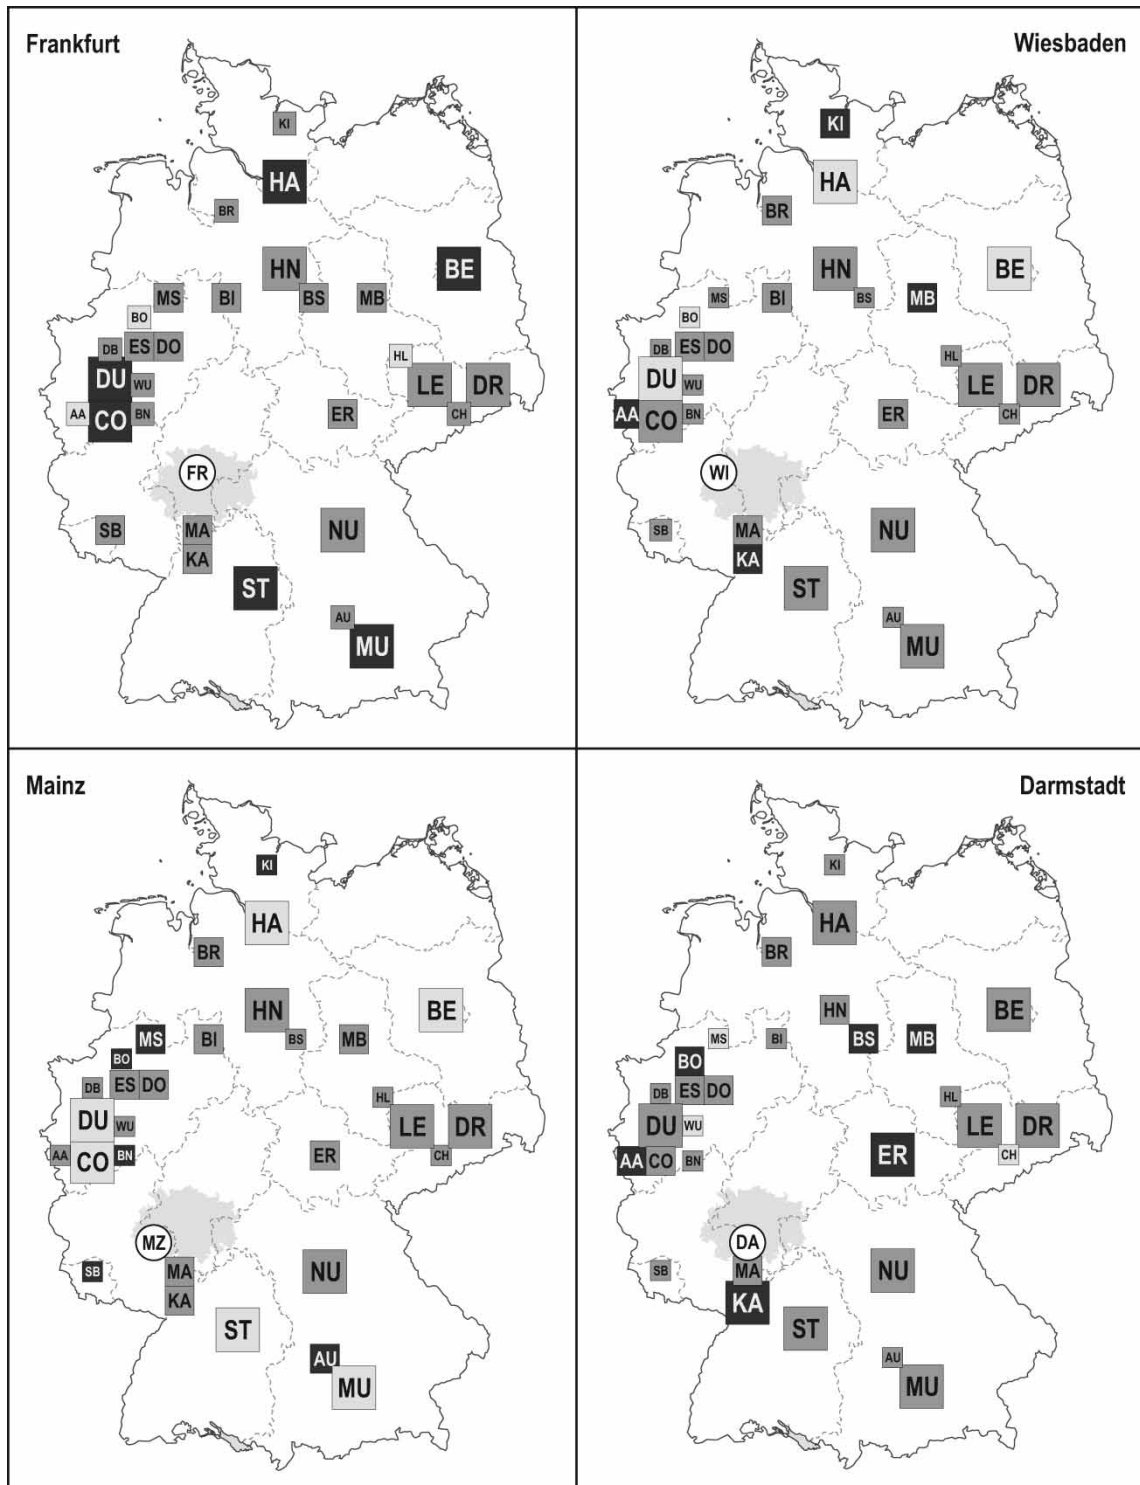 Frankfurt
KI
HA
BR
HN
BE
MS
BI
BS
MB
BO
DB
ES
DO
HL
DU
WU
LE
DR
AA
CO
BN
ER
CH
FR
SB
MA
NU
KA
ST
AU
MU
Wiesbaden
KI
HA
BR
HN
BE
MS
BI
BS
MB
BO
DB
ES
DO
HL
DU
WU
LE
DR
AA
CO
BN
ER
CH
WI
SB
MA
NU
KA
ST
AU
MU
Mainz
KI
HA
BR
HN
BE
MS
BI
BS
MB
BO
DB
ES
DO
HL
DU
WU
LE
DR
AA
CO
BN
ER
CH
MZ
SB
MA
NU
KA
ST
AU
MU
Darmstadt
KI
HA
BR
HN
BE
MS
BI
BS
MB
BO
DB
ES
DO
HL
DU
WU
LE
DR
AA
CO
BN
ER
CH
DA
SB
MA
NU
KA
ST
AU
MU